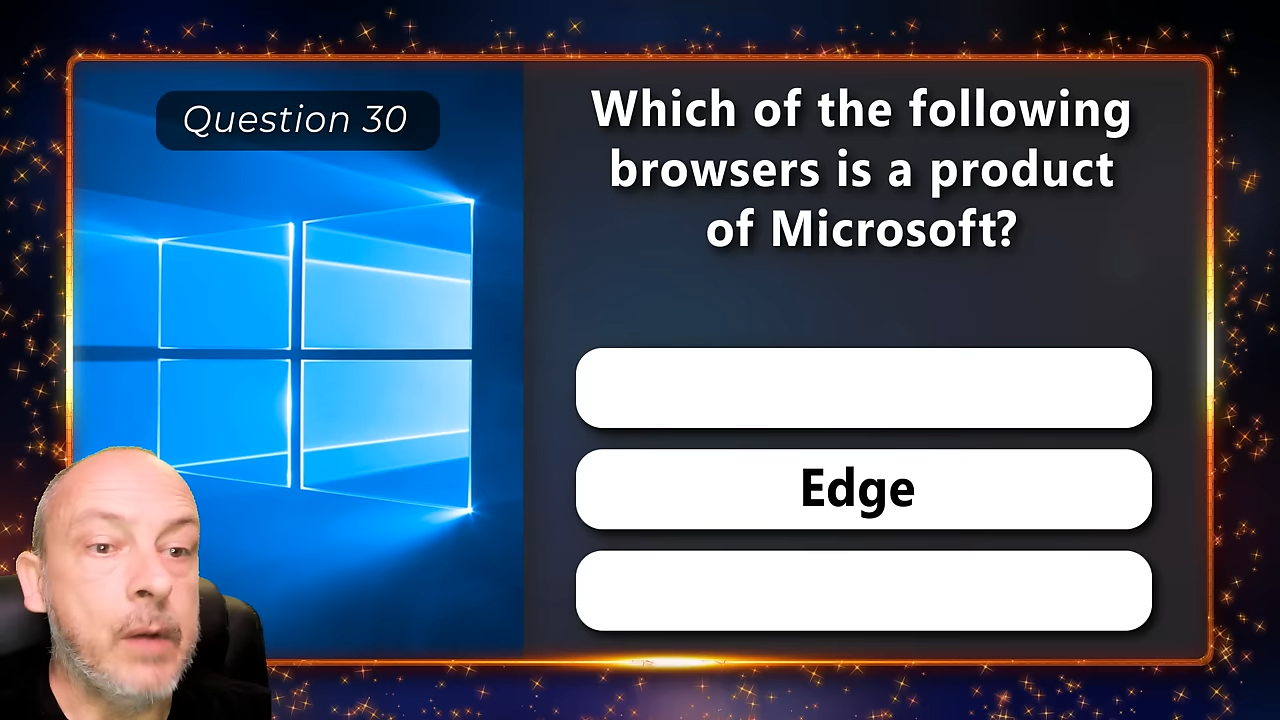 Question 30
Which of the following
browsers is a product
of Microsoft?
Edge